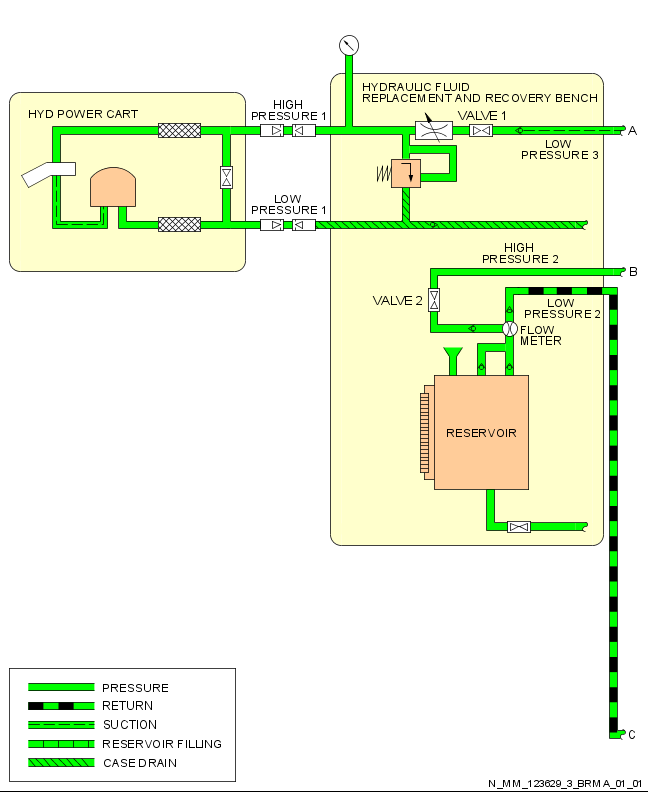 HYD POWER CART
HIGH
PRESSURE 1
HYDRAULIC FLUID
REPLACEMENT AND RECOVERY BENCH
VALVE 1
A
LOW
PRESSURE 3
LOW
PRESSURE 1
HIGH
PRESSURE 2
B
VALVE 2
LOW
PRESSURE 2
FLOW
METER
RESERVOIR
C
PRESSURE
RETURN
SUCTION
RESERVOIR FILLING
CASE DRAIN
N_MM_123629_3_BRMA_01_01